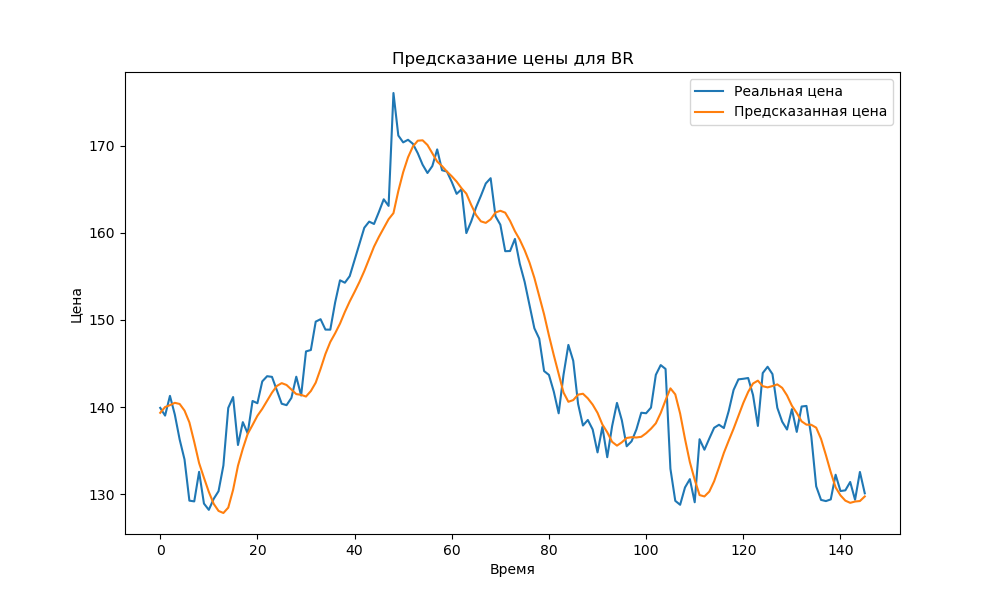 Предсказание цены для BR
Реальная цена
Предсказанная цена
Цена
170
160
150
140
130
0 20 40 60 80 100 120 140
Время